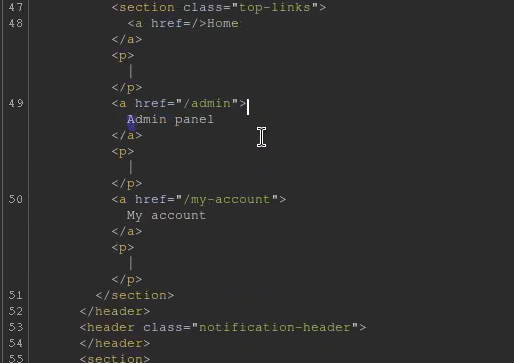 47 <section class="top-links">
48 <a href=/>Home
</a>
<p>
|
</p>
49 <a href="/admin">
Admin panel
</a>
<p>
|
</p>
50 <a href="/my-account">
My account
</a>
<p>
|
</p>
51 </section>
52 </header>
53 <header class="notification-header">
54 </header>
55 <section>